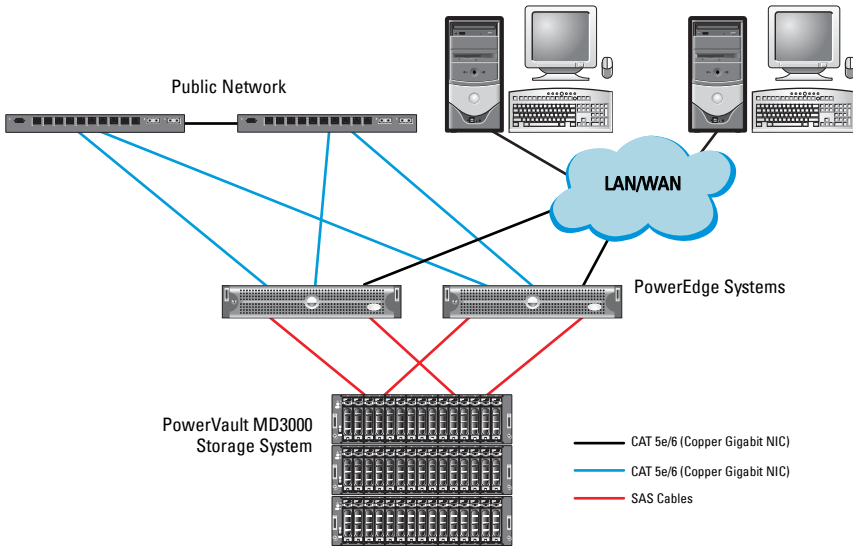 Public Network
LAN/WAN
PowerEdge Systems
PowerVault MD3000
Storage System
CAT 5e/6 (Copper Gigabit NIC)
CAT 5e/6 (Copper Gigabit NIC)
SAS Cables